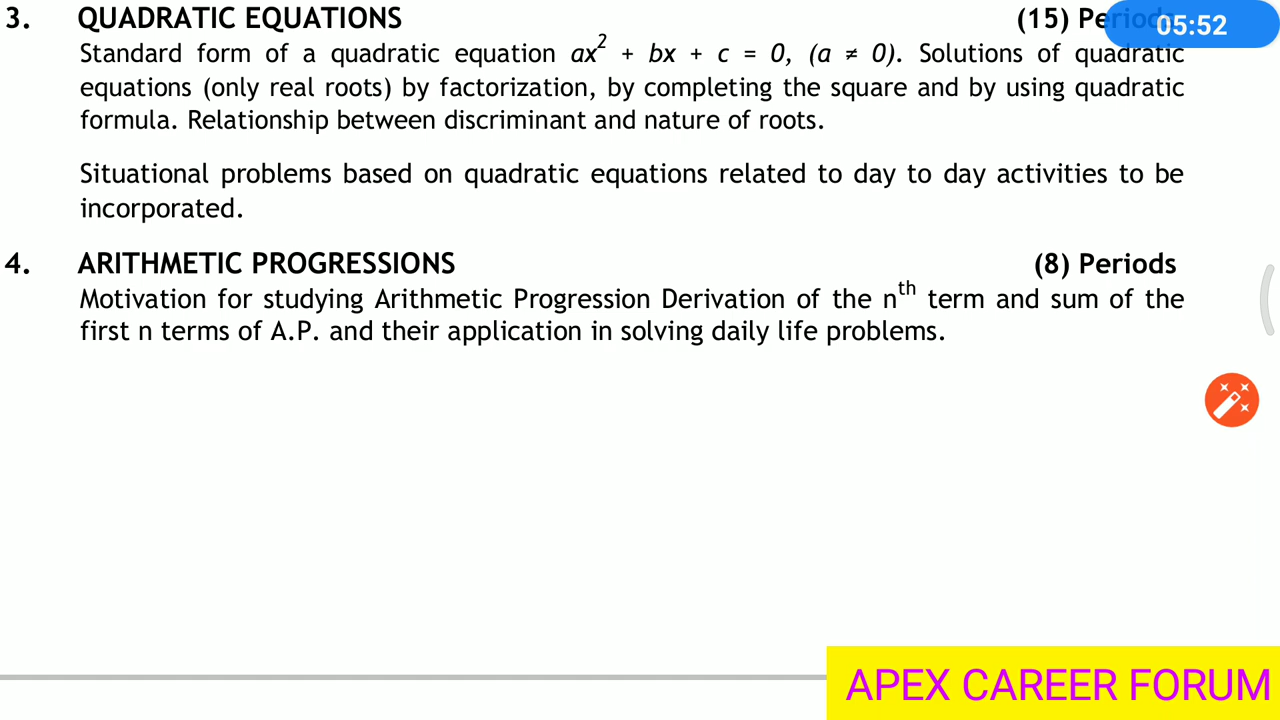 3. QUADRATIC EQUATIONS (15) Periods
05:52
Standard form of a quadratic equation ax² + bx + c = 0, (a ≠ 0). Solutions of quadratic
equations (only real roots) by factorization, by completing the square and by using quadratic
formula. Relationship between discriminant and nature of roots.
Situational problems based on quadratic equations related to day to day activities to be
incorporated.
4. ARITHMETIC PROGRESSIONS (8) Periods
Motivation for studying Arithmetic Progression Derivation of the nth term and sum of the
first n terms of A.P. and their application in solving daily life problems.
APEX CAREER FORUM